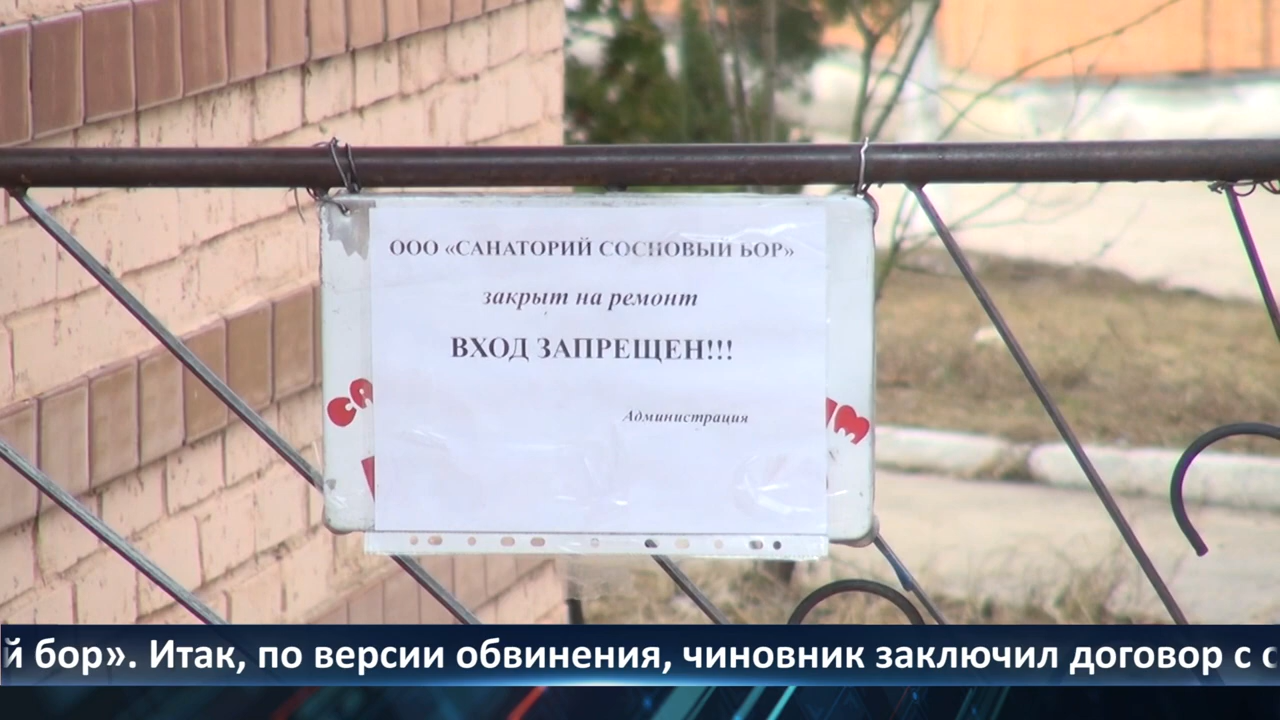 ООО «САНАТОРИЙ СОСНОВЫЙ БОР»
закрыт на ремонт
ВХОД ЗАПРЕЩЕН!!!
Администрация
й бор». Итак, по версии обвинения, чиновник заключил договор с